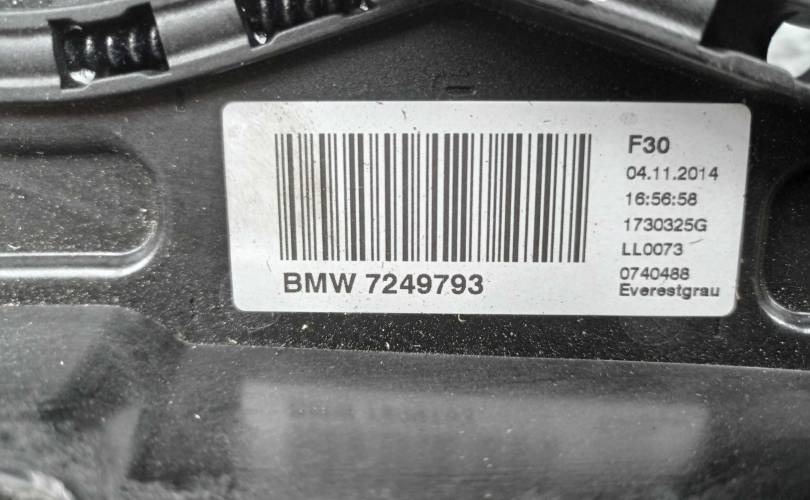 F30
04.11.2014
16:56:58
1730325G
LL0073
0740488
Everestgrau
BMW 7249793